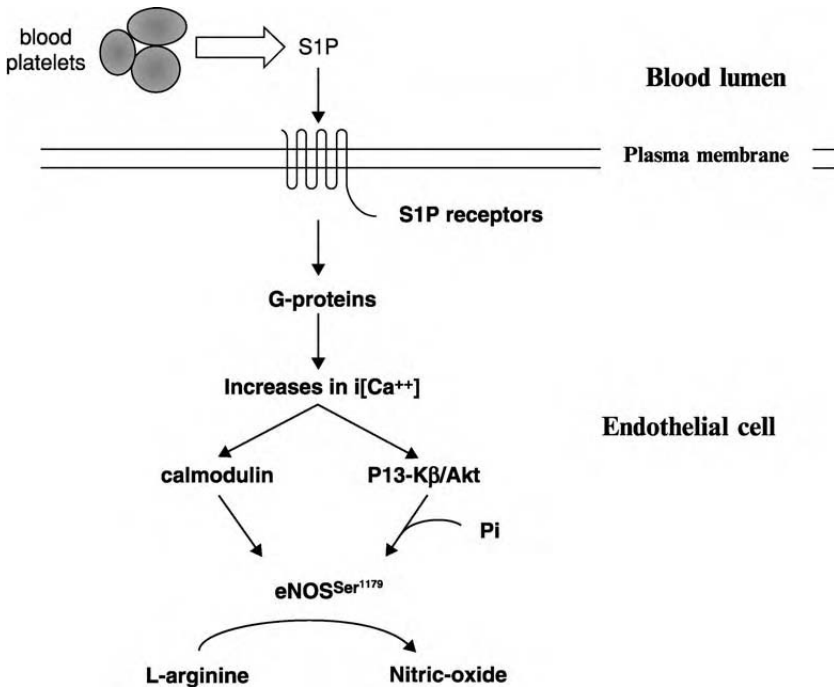 blood
platelets
S1P
Blood lumen
Plasma membrane
S1P receptors
G-proteins
Increases in i[Ca⁺⁺]
Endothelial cell
calmodulin
P13-Kβ/Akt
Pi
eNOSSer¹¹⁷⁹
L-arginine
Nitric-oxide